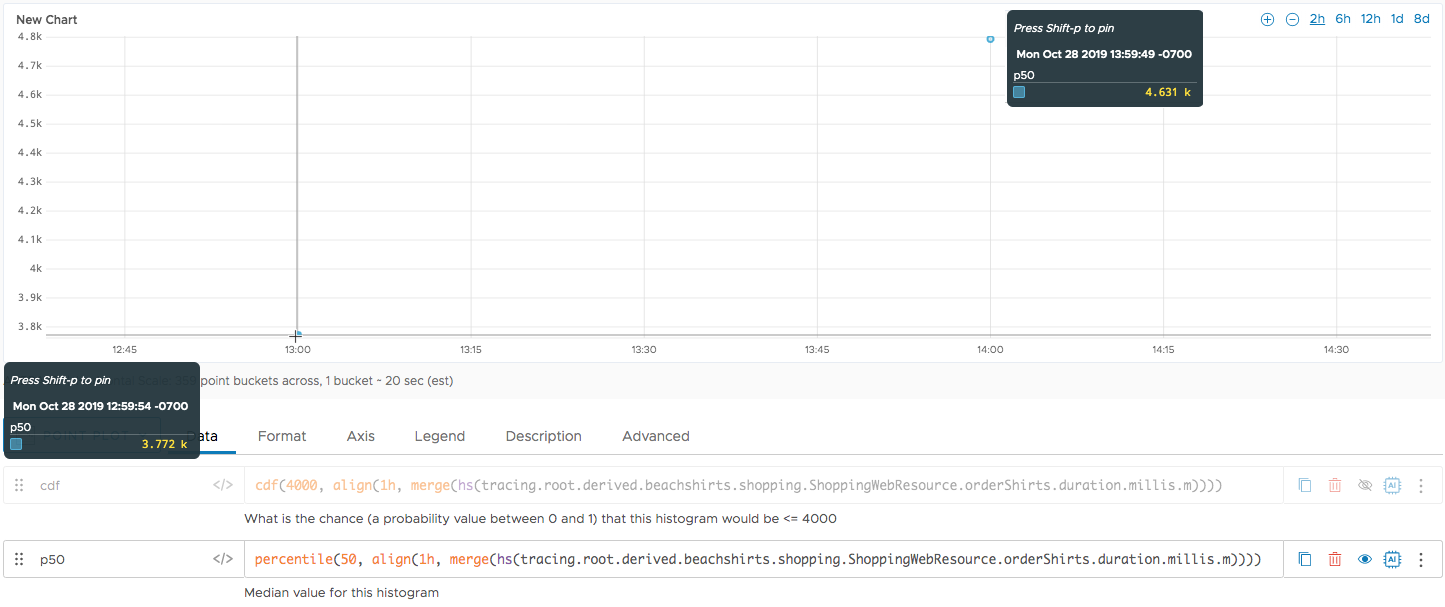 New Chart
2h 6h 12h 1d 8d
Press Shift-p to pin
Mon Oct 28 2019 13:59:49 -0700
p50
4.631 k
4.8k
4.7k
4.6k
4.5k
4.4k
4.3k
4.2k
4.1k
4k
3.9k
3.8k
12:45 13:00 13:15 13:30 13:45 14:00 14:15 14:30
point buckets across, 1 bucket ~ 20 sec (est)
Press Shift-p to pin
Mon Oct 28 2019 12:59:54 -0700
p50
3.772 k
Data Format Axis Legend Description Advanced
cdf </> cdf(4000, align(1h, merge(hs(tracing.root.derived.beachshirts.shopping.ShoppingWebResource.orderShirts.duration.millis.m)))) AI
What is the chance (a probability value between 0 and 1) that this histogram would be <= 4000
p50 </> percentile(50, align(1h, merge(hs(tracing.root.derived.beachshirts.shopping.ShoppingWebResource.orderShirts.duration.millis.m)))) AI
Median value for this histogram